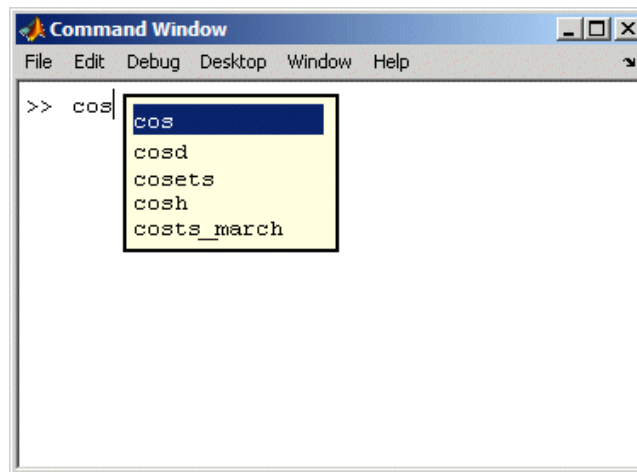 Command Window
File Edit Debug Desktop Window Help
>> cos
cos
cosd
cosets
cosh
costs_march